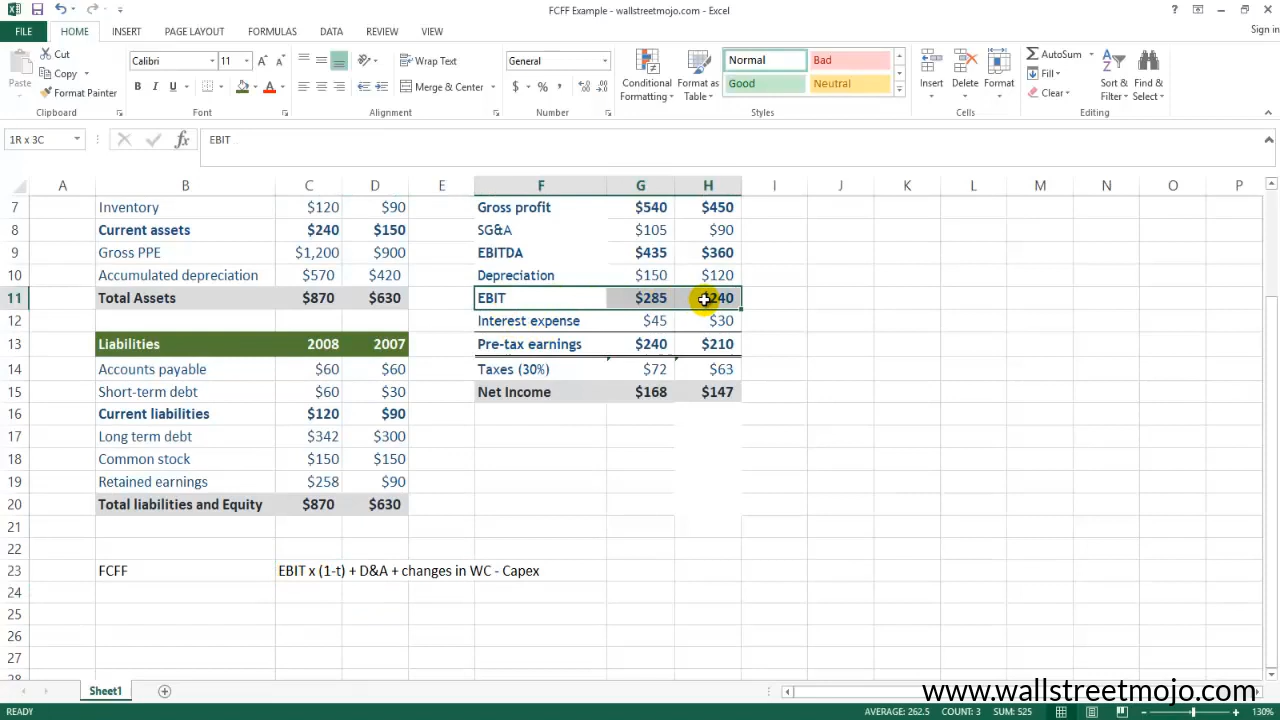 FCFF Example - wallstreetmojo.com - Excel
?
FILE HOME INSERT PAGE LAYOUT FORMULAS DATA REVIEW VIEW Sign in
Paste Cut Copy Format Painter Clipboard
Calibri 11 A A B I U A Font
Wrap Text Merge & Center Alignment
General $ % , Number
Conditional Formatting Format as Table Normal Bad Good Neutral Styles
Insert Delete Format Cells
AutoSum Fill Clear Sort & Filter Find & Select Editing
1R x 3C fx EBIT
A B C D E F G H I J K L M N O P
7 Inventory $120 $90 Gross profit $540 $450
8 Current assets $240 $150 SG&A $105 $90
9 Gross PPE $1,200 $900 EBITDA $435 $360
10 Accumulated depreciation $570 $420 Depreciation $150 $120
11 Total Assets $870 $630 EBIT $285 $240
12 Interest expense $45 $30
13 Liabilities 2008 2007 Pre-tax earnings $240 $210
14 Accounts payable $60 $60 Taxes (30%) $72 $63
15 Short-term debt $60 $30 Net Income $168 $147
16 Current liabilities $120 $90
17 Long term debt $342 $300
18 Common stock $150 $150
19 Retained earnings $258 $90
20 Total liabilities and Equity $870 $630
21
22
23 FCFF EBIT x (1-t) + D&A + changes in WC - Capex
24
25
26
27
28
Sheet1
www.wallstreetmojo.com
READY AVERAGE: 262.5 COUNT: 3 SUM: 525 130%